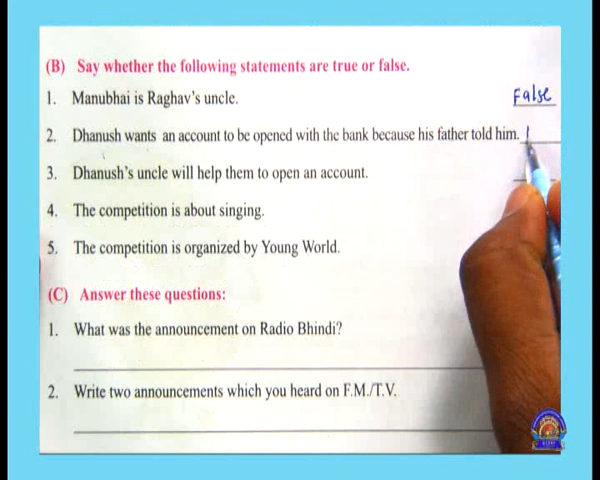 (B) Say whether the following statements are true or false.
1. Manubhai is Raghav's uncle. False
2. Dhanush wants an account to be opened with the bank because his father told him.
3. Dhanush's uncle will help them to open an account.
4. The competition is about singing.
5. The competition is organized by Young World.
(C) Answer these questions:
1. What was the announcement on Radio Bhindi?
2. Write two announcements which you heard on F.M./T.V.